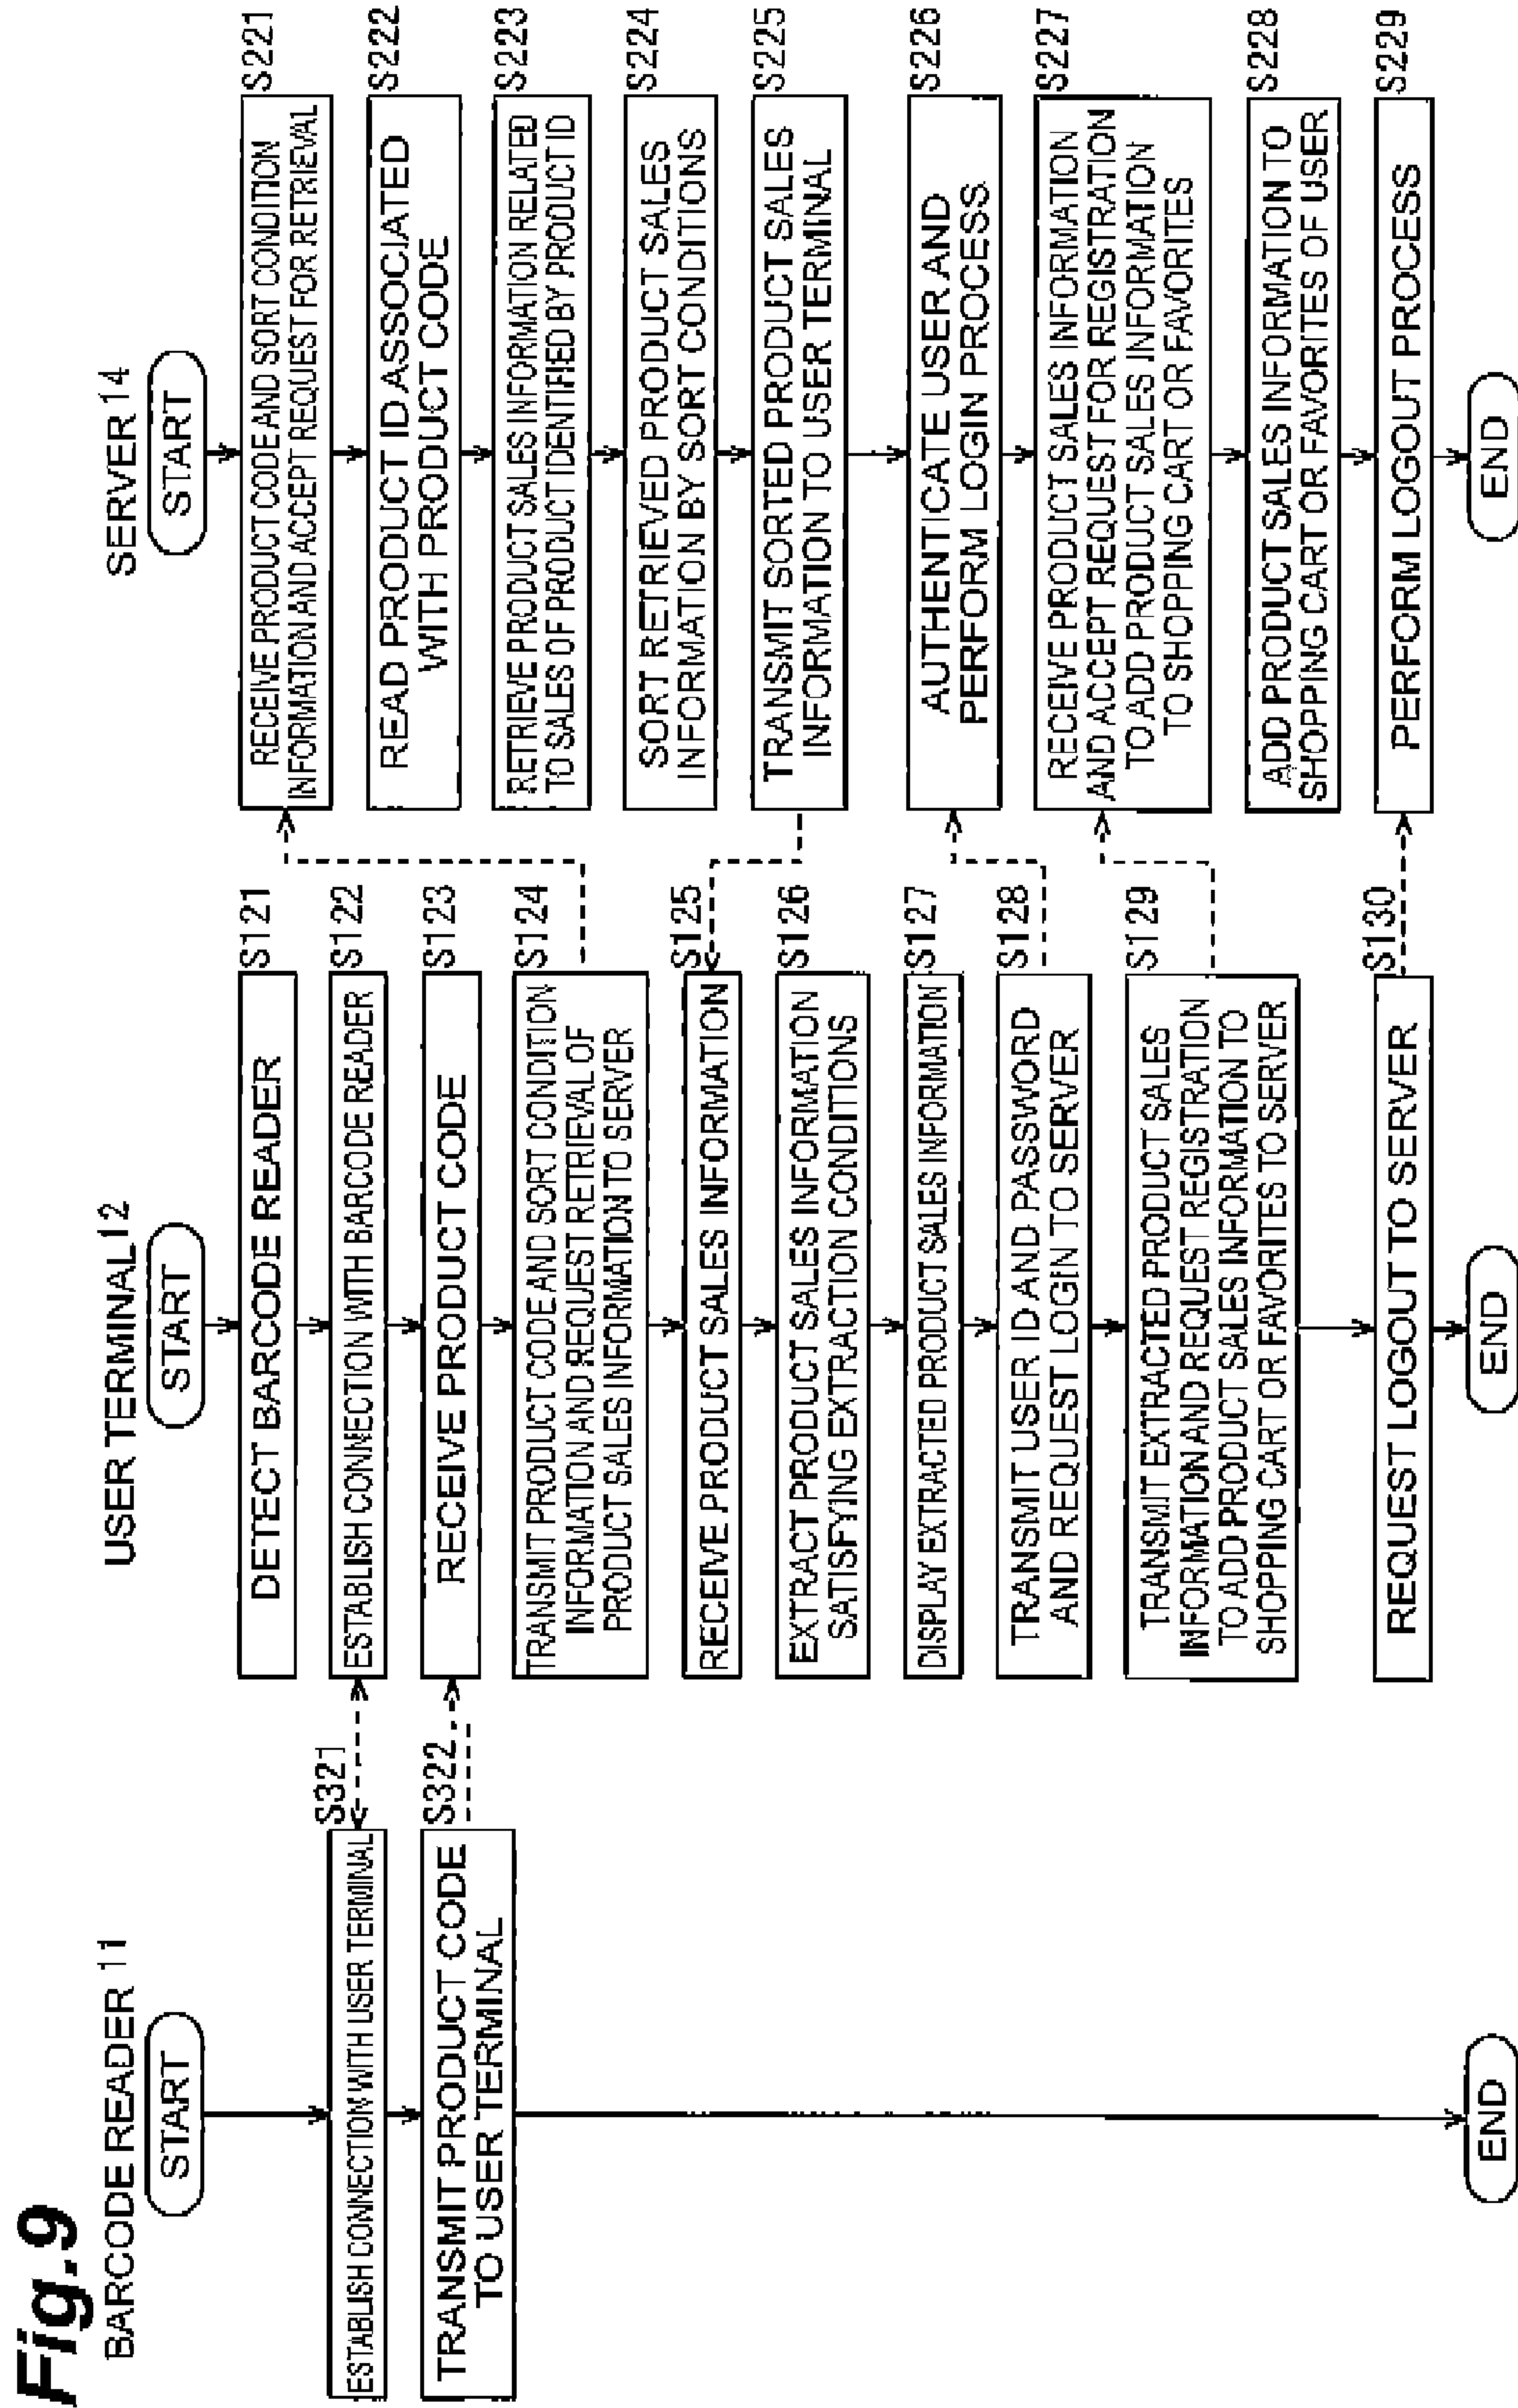 Fig.9
BARCODE READER 11
START
S321
ESTABLISH CONNECTION WITH USER TERMINAL
S322
TRANSMIT PRODUCT CODE
TO USER TERMINAL
END
USER TERMINAL12
START
S121
DETECT BARCODE READER
S122
ESTABLISH CONNECTION WITH BARCODE READER
S123
RECEIVE PRODUCT CODE
S124
TRANSMIT PRODUCT CODE AND SORT CONDITION
INFORMATION AND REQUEST RETRIEVAL OF
PRODUCT SALES INFORMATION TO SERVER
S125
RECEIVE PRODUCT SALES INFORMATION
S126
EXTRACT PRODUCT SALES INFORMATION
SATISFYING EXTRACTION CONDITIONS
S127
DISPLAY EXTRACTED PRODUCT SALES INFORMATION
S128
TRANSMIT USER ID AND PASSWORD
AND REQUEST LOGIN TO SERVER
S129
TRANSMIT EXTRACTED PRODUCT SALES
INFORMATION AND REQUEST REGISTRATION
TO ADD PRODUCT SALES INFORMATION TO
SHOPPING CART OR FAVORITES TO SERVER
S130
REQUEST LOGOUT TO SERVER
END
SERVER 14
START
S221
RECEIVE PRODUCT CODE AND SORT CONDITION
INFORMATION AND ACCEPT REQUEST FOR RETRIEVAL
S222
READ PRODUCT ID ASSOCIATED
WITH PRODUCT CODE
S223
RETRIEVE PRODUCT SALES INFORMATION RELATED
TO SALES OF PRODUCT IDENTIFIED BY PRODUCT ID
S224
SORT RETRIEVED PRODUCT SALES
INFORMATION BY SORT CONDITIONS
S225
TRANSMIT SORTED PRODUCT SALES
INFORMATION TO USER TERMINAL
S226
AUTHENTICATE USER AND
PERFORM LOGIN PROCESS
S227
RECEIVE PRODUCT SALES INFORMATION
AND ACCEPT REQUEST FOR REGISTRATION
TO ADD PRODUCT SALES INFORMATION
TO SHOPPING CART OR FAVORITES
S228
ADD PRODUCT SALES INFORMATION TO
SHOPPING CART OR FAVORITES OF USER
S229
PERFORM LOGOUT PROCESS
END